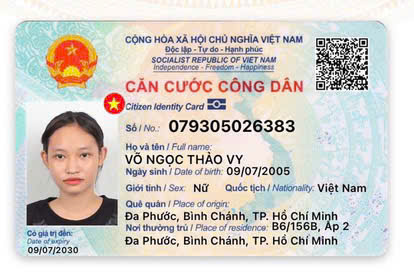 CỘNG HÒA XÃ HỘI CHỦ NGHĨA VIỆT NAM
Độc lập - Tự do - Hạnh phúc
SOCIALIST REPUBLIC OF VIET NAM
Independence - Freedom - Happiness
CĂN CƯỚC CÔNG DÂN
Citizen Identity Card
Số / No.: 079305026383
Họ và tên / Full name:
VÕ NGỌC THẢO VY
Ngày sinh / Date of birth: 09/07/2005
Giới tính / Sex: Nữ Quốc tịch / Nationality: Việt Nam
Quê quán / Place of origin:
Đa Phước, Bình Chánh, TP. Hồ Chí Minh
Nơi thường trú / Place of residence: B6/156B, Ấp 2
Đa Phước, Bình Chánh, TP. Hồ Chí Minh
Có giá trị đến:
Date of expiry
09/07/2030